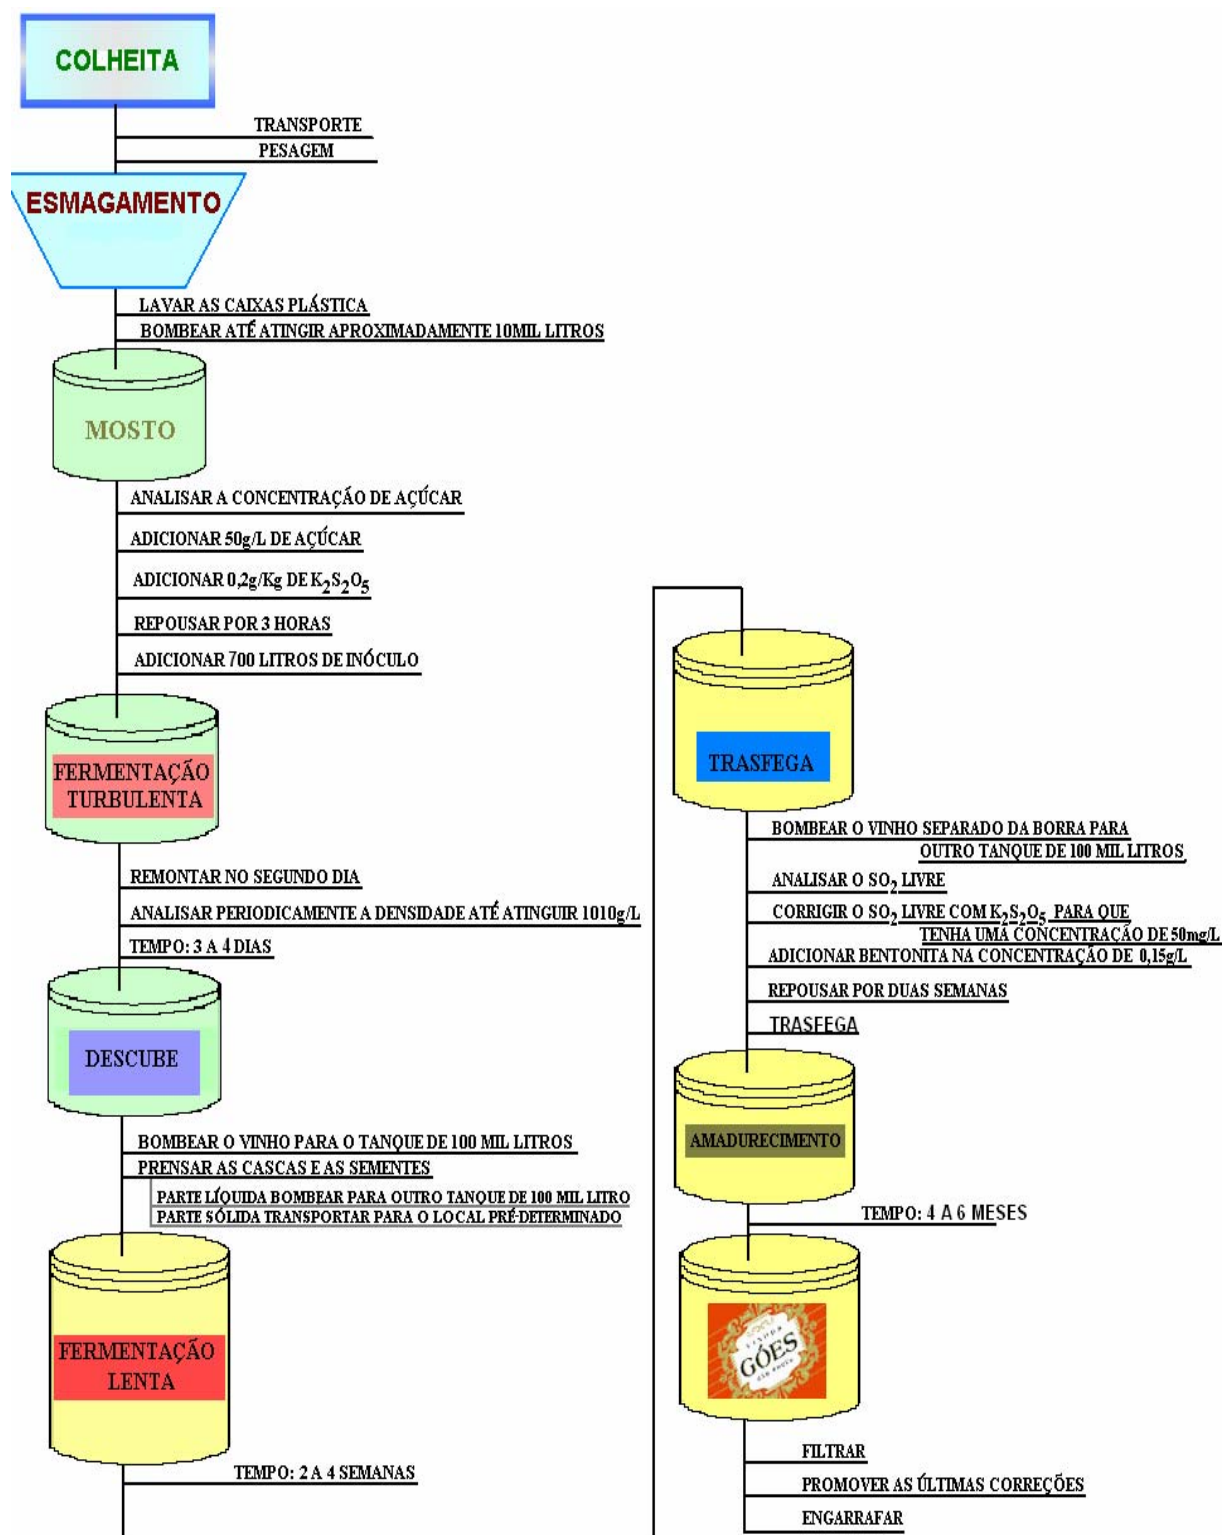 COLHEITA
TRANSPORTE
PESAGEM
ESMAGAMENTO
LAVAR AS CAIXAS PLÁSTICA
BOMBEAR ATÉ ATINGIR APROXIMADAMENTE 10MIL LITROS
MOSTO
ANALISAR A CONCENTRAÇÃO DE AÇÚCAR
ADICIONAR 50g/L DE AÇÚCAR
ADICIONAR 0,2g/Kg DE K₂S₂O₅
REPOUSAR POR 3 HORAS
ADICIONAR 700 LITROS DE INÓCULO
FERMENTAÇÃO
TURBULENTA
REMONTAR NO SEGUNDO DIA
ANALISAR PERIODICAMENTE A DENSIDADE ATÉ ATINGUIR 1010g/L
TEMPO: 3 A 4 DIAS
DESCUBE
BOMBEAR O VINHO PARA O TANQUE DE 100 MIL LITROS
PRENSAR AS CASCAS E AS SEMENTES
PARTE LÍQUIDA BOMBEAR PARA OUTRO TANQUE DE 100 MIL LITRO
PARTE SÓLIDA TRANSPORTAR PARA O LOCAL PRÉ-DETERMINADO
FERMENTAÇÃO
LENTA
TEMPO: 2 A 4 SEMANAS
TRASFEGA
BOMBEAR O VINHO SEPARADO DA BORRA PARA
OUTRO TANQUE DE 100 MIL LITROS
ANALISAR O SO₂ LIVRE
CORRIGIR O SO₂ LIVRE COM K₂S₂O₅ PARA QUE
TENHA UMA CONCENTRAÇÃO DE 50mg/L
ADICIONAR BENTONITA NA CONCENTRAÇÃO DE 0,15g/L
REPOUSAR POR DUAS SEMANAS
TRASFEGA
AMADURECIMENTO
TEMPO: 4 A 6 MESES
VINHOS
GÓES
SÃO ROQUE
FILTRAR
PROMOVER AS ÚLTIMAS CORREÇÕES
ENGARRAFAR